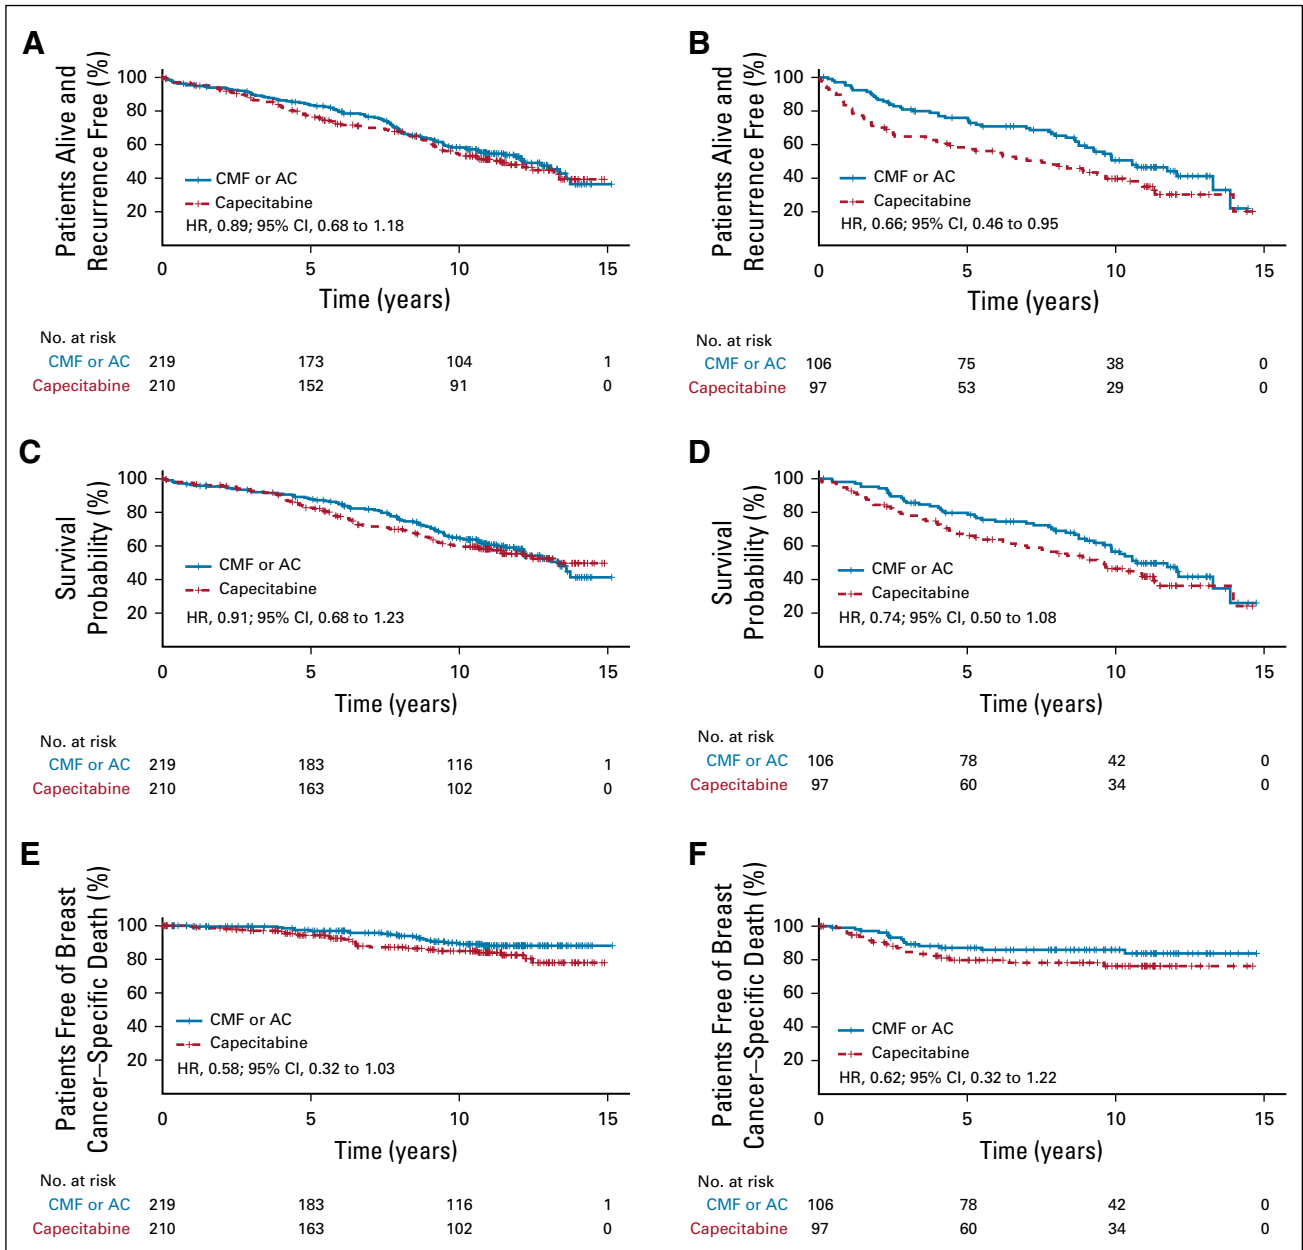 A
Patients Alive and
Recurrence Free (%)
100
80
60
40
20
CMF or AC
Capecitabine
HR, 0.89; 95% CI, 0.68 to 1.18
0 5 10 15
Time (years)
No. at risk
CMF or AC 219 173 104 1
Capecitabine 210 152 91 0
B
Patients Alive and
Recurrence Free (%)
100
80
60
40
20
CMF or AC
Capecitabine
HR, 0.66; 95% CI, 0.46 to 0.95
0 5 10 15
Time (years)
No. at risk
CMF or AC 106 75 38 0
Capecitabine 97 53 29 0
C
Survival
Probability (%)
100
80
60
40
20
CMF or AC
Capecitabine
HR, 0.91; 95% CI, 0.68 to 1.23
0 5 10 15
Time (years)
No. at risk
CMF or AC 219 183 116 1
Capecitabine 210 163 102 0
D
Survival
Probability (%)
100
80
60
40
20
CMF or AC
Capecitabine
HR, 0.74; 95% CI, 0.50 to 1.08
0 5 10 15
Time (years)
No. at risk
CMF or AC 106 78 42 0
Capecitabine 97 60 34 0
E
Patients Free of Breast
Cancer–Specific Death (%)
100
80
60
40
20
CMF or AC
Capecitabine
HR, 0.58; 95% CI, 0.32 to 1.03
0 5 10 15
Time (years)
No. at risk
CMF or AC 219 183 116 1
Capecitabine 210 163 102 0
F
Patients Free of Breast
Cancer–Specific Death (%)
100
80
60
40
20
CMF or AC
Capecitabine
HR, 0.62; 95% CI, 0.32 to 1.22
0 5 10 15
Time (years)
No. at risk
CMF or AC 106 78 42 0
Capecitabine 97 60 34 0